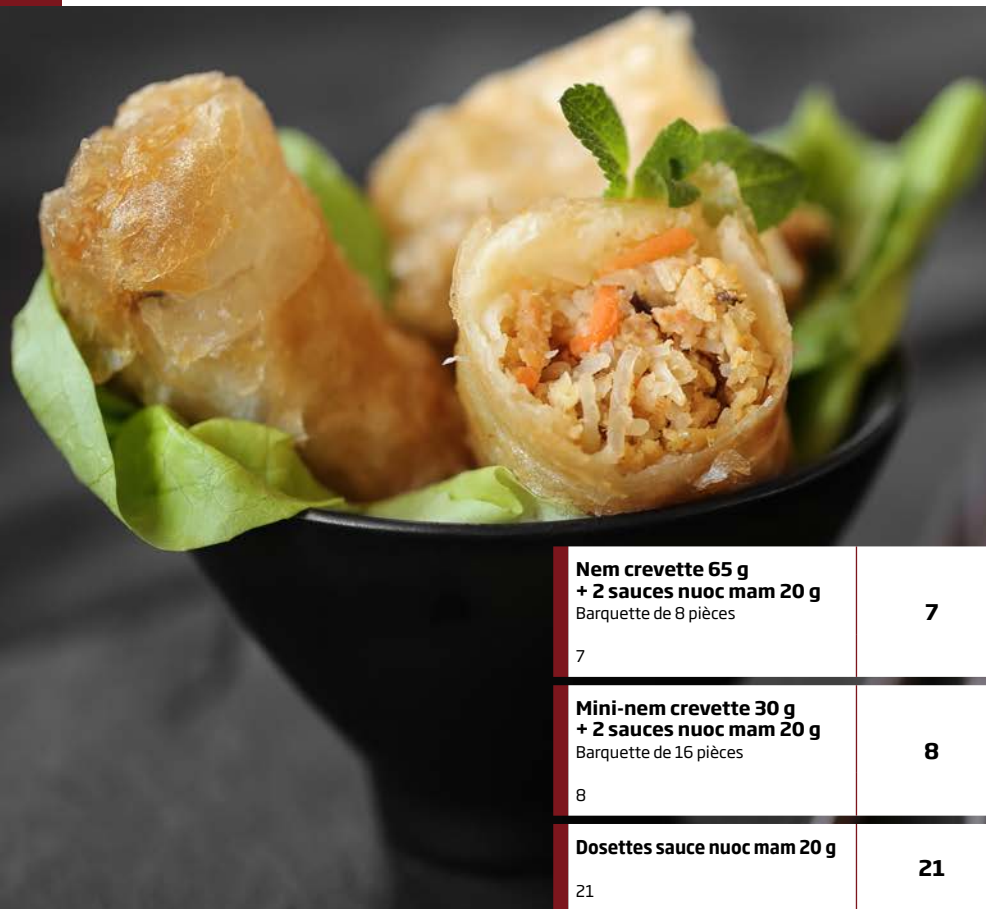 Nem crevette 65 g
+ 2 sauces nuoc mam 20 g
Barquette de 8 pièces
7
7
Mini-nem crevette 30 g
+ 2 sauces nuoc mam 20 g
Barquette de 16 pièces
8
8
Dosettes sauce nuoc mam 20 g
21
21